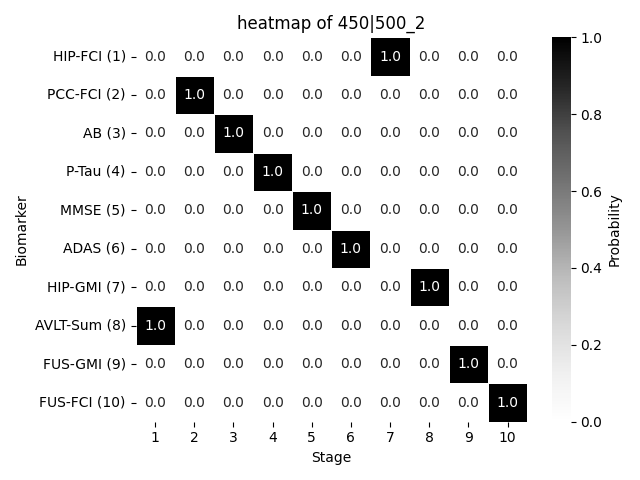 heatmap of 450|500_2
HIP-FCI (1) 0.0 0.0 0.0 0.0 0.0 0.0 1.0 0.0 0.0 0.0
PCC-FCI (2) 0.0 1.0 0.0 0.0 0.0 0.0 0.0 0.0 0.0 0.0
AB (3) 0.0 0.0 1.0 0.0 0.0 0.0 0.0 0.0 0.0 0.0
P-Tau (4) 0.0 0.0 0.0 1.0 0.0 0.0 0.0 0.0 0.0 0.0
MMSE (5) 0.0 0.0 0.0 0.0 1.0 0.0 0.0 0.0 0.0 0.0
ADAS (6) 0.0 0.0 0.0 0.0 0.0 1.0 0.0 0.0 0.0 0.0
HIP-GMI (7) 0.0 0.0 0.0 0.0 0.0 0.0 0.0 1.0 0.0 0.0
AVLT-Sum (8) 1.0 0.0 0.0 0.0 0.0 0.0 0.0 0.0 0.0 0.0
FUS-GMI (9) 0.0 0.0 0.0 0.0 0.0 0.0 0.0 0.0 1.0 0.0
FUS-FCI (10) 0.0 0.0 0.0 0.0 0.0 0.0 0.0 0.0 0.0 1.0
1 2 3 4 5 6 7 8 9 10
Stage
Biomarker
1.0
0.8
0.6
0.4
0.2
0.0
Probability